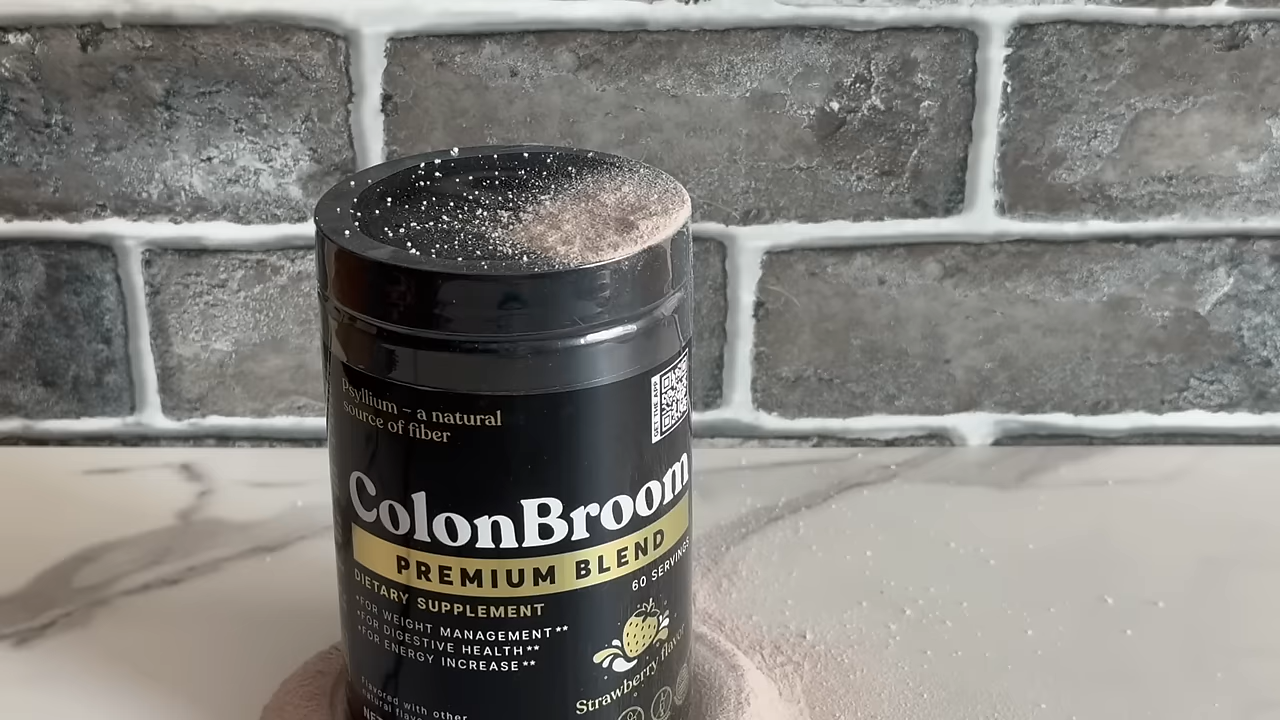 Psyllium – a natural
source of fiber
GET THE APP
ColonBroom
PREMIUM BLEND
60 SERVINGS
DIETARY SUPPLEMENT
*FOR WEIGHT MANAGEMENT**
*FOR DIGESTIVE HEALTH**
*FOR ENERGY INCREASE**
Strawberry flavor
Flavored with other
natural